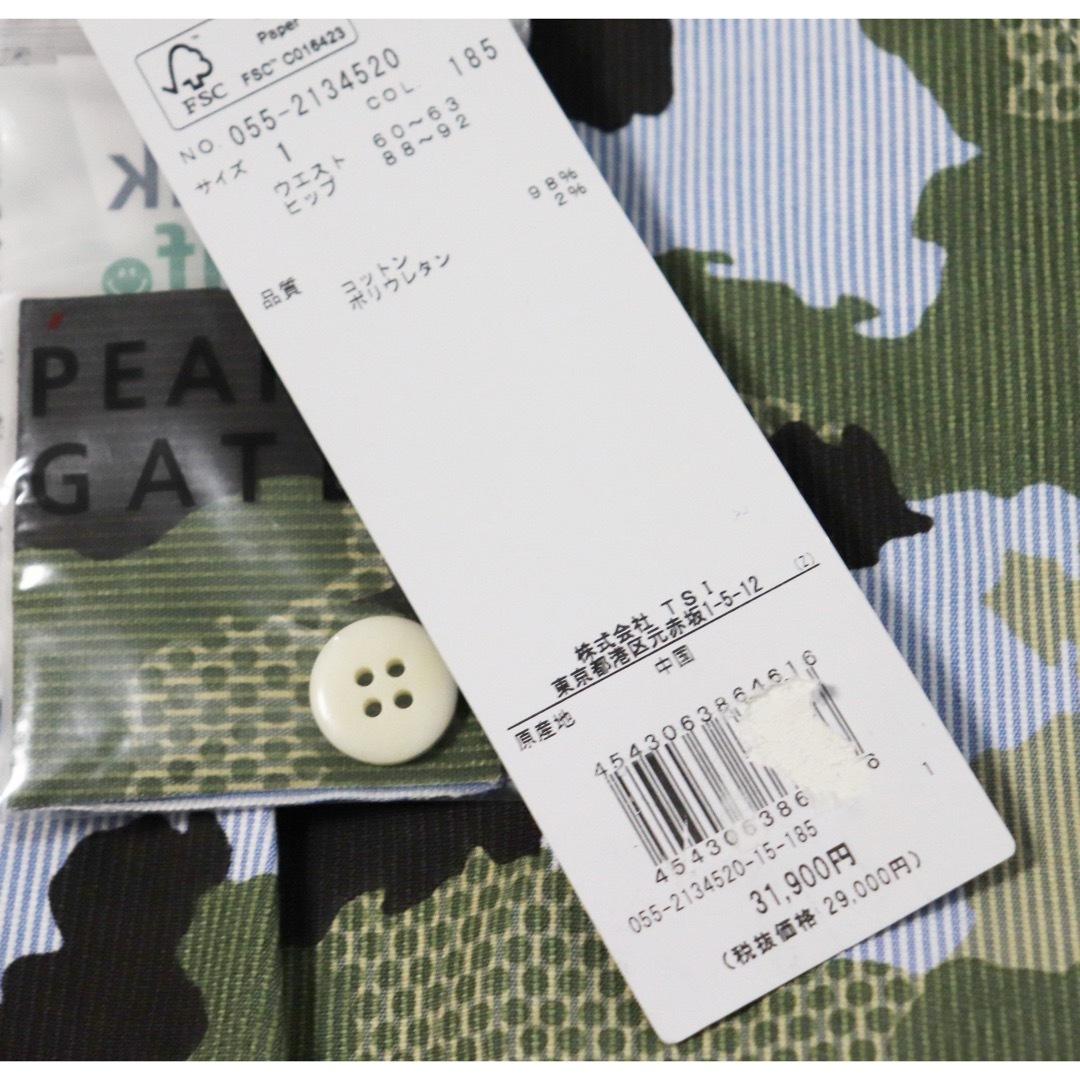 FSC
Paper
FSC™ C016423
NO. 055-2134520
COL. 185
サイズ 1
ウエスト 60~63
ヒップ 88~92
品質 コットン 98%
ポリウレタン 2%
(Z)
株式会社 TSI
東京都港区元赤坂1-5-12
原産地 中国
4543063864616
454306386
055-2134520-15-185
1
31,900円
(税抜価格:29,000円)
PEA
GAT